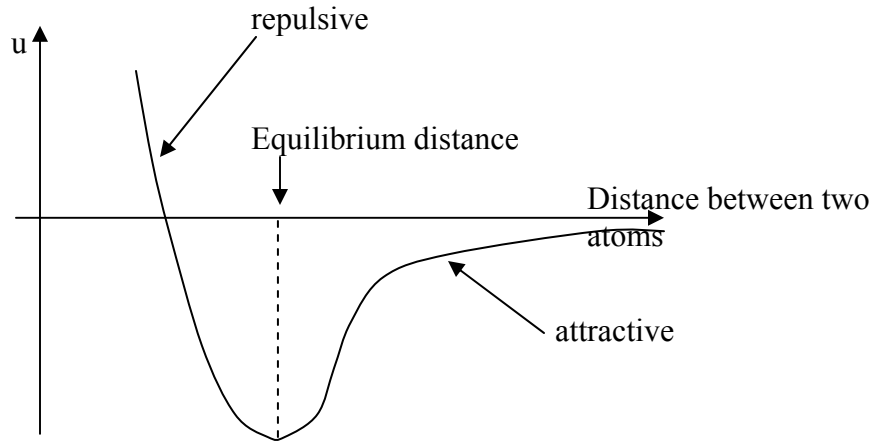 repulsive
u
Equilibrium distance
Distance between two
atoms
attractive